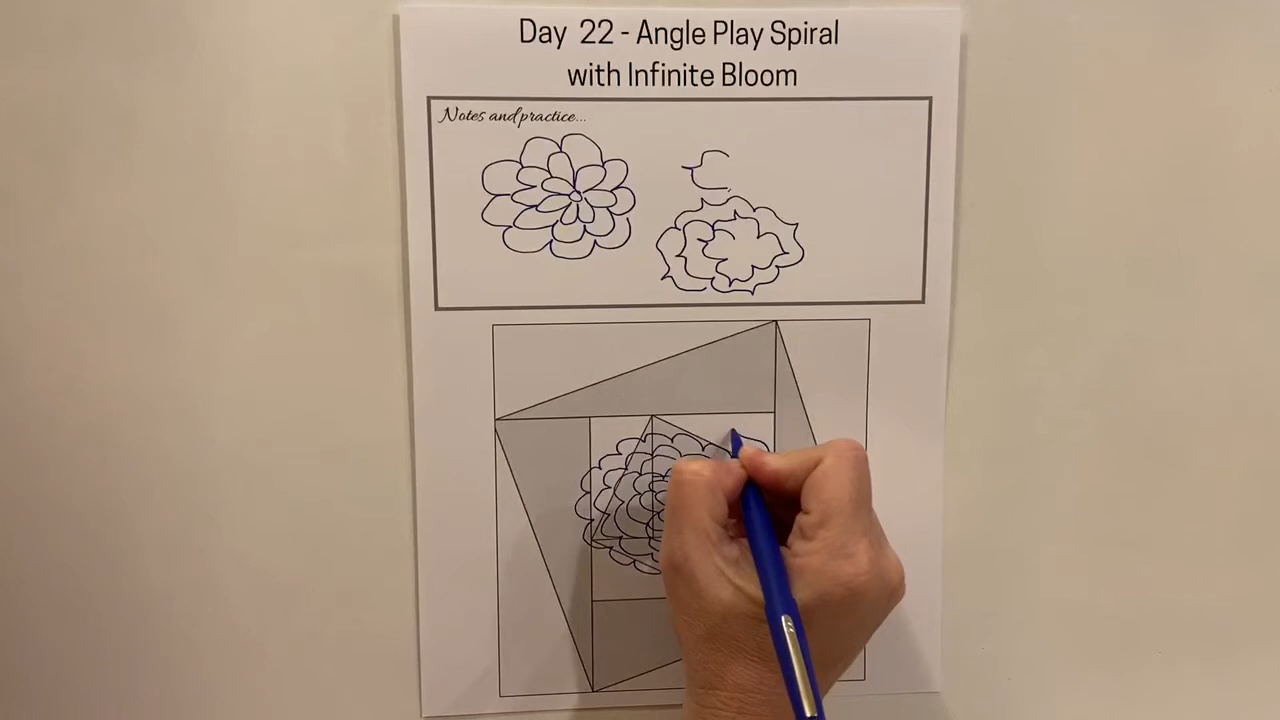 Day 22 - Angle Play Spiral
with Infinite Bloom
Notes and practice...